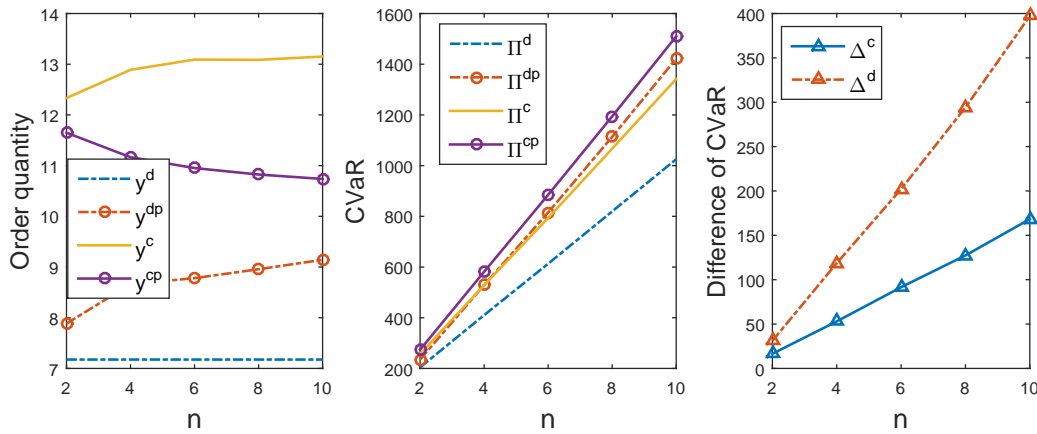 14
13
12
11
10
9
8
7
2
4
6
8
10
Order quantity
n
y^d
y^dp
y^c
y^cp
1600
1400
1200
1000
800
600
400
200
2
4
6
8
10
CVaR
n
Π^d
Π^dp
Π^c
Π^cp
400
350
300
250
200
150
100
50
0
2
4
6
8
10
Difference of CVaR
n
Δ^c
Δ^d